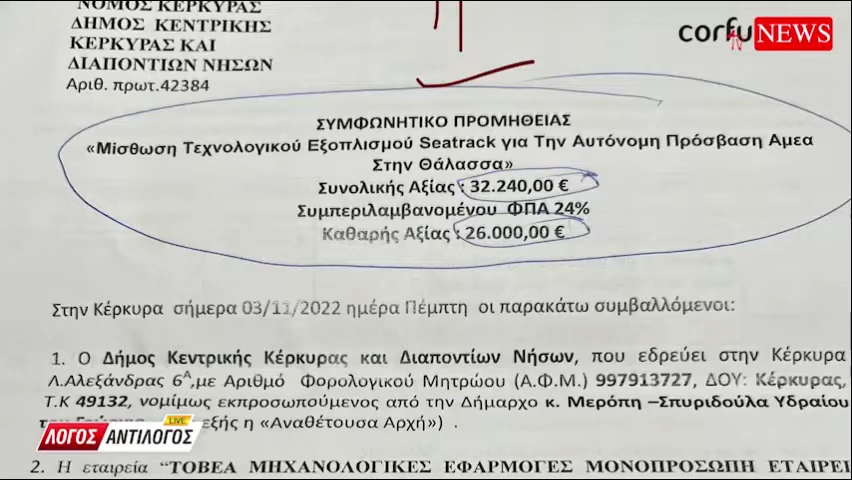 ΝΟΜΟΣ ΚΕΡΚΥΡΑΣ
ΔΗΜΟΣ ΚΕΝΤΡΙΚΗΣ
ΚΕΡΚΥΡΑΣ ΚΑΙ
ΔΙΑΠΟΝΤΙΩΝ ΝΗΣΩΝ
Αριθ. πρωτ.42384
corfu TV NEWS
ΣΥΜΦΩΝΗΤΙΚΟ ΠΡΟΜΗΘΕΙΑΣ
«Μίσθωση Τεχνολογικού Εξοπλισμού Seatrack για Την Αυτόνομη Πρόσβαση Αμεα
Στην Θάλασσα»
Συνολικής Αξίας : 32.240,00 €
Συμπεριλαμβανομένου ΦΠΑ 24%
Καθαρής Αξίας : 26.000,00 €
Στην Κέρκυρα σήμερα 03/11/2022 ημέρα Πέμπτη οι παρακάτω συμβαλλόμενοι:
1. Ο Δήμος Κεντρικής Κέρκυρας και Διαποντίων Νήσων, που εδρεύει στην Κέρκυρα
Λ.Αλεξάνδρας 6Α,με Αριθμό Φορολογικού Μητρώου (Α.Φ.Μ.) 997913727, ΔΟΥ: Κέρκυρας,
Τ.Κ 49132, νομίμως εκπροσωπούμενος από την Δήμαρχο κ. Μερόπη –Σπυριδούλα Υδραίου
εξής η «Αναθέτουσα Αρχή») .
LIVE
ΛΟΓΟΣ ΑΝΤΙΛΟΓΟΣ
2. Η εταιρεία "ΤΟΒΕΑ ΜΗΧΑΝΟΛΟΓΙΚΕΣ ΕΦΑΡΜΟΓΕΣ ΜΟΝΟΠΡΟΣΩΠΗ ΕΤΑΙΡΕΙ